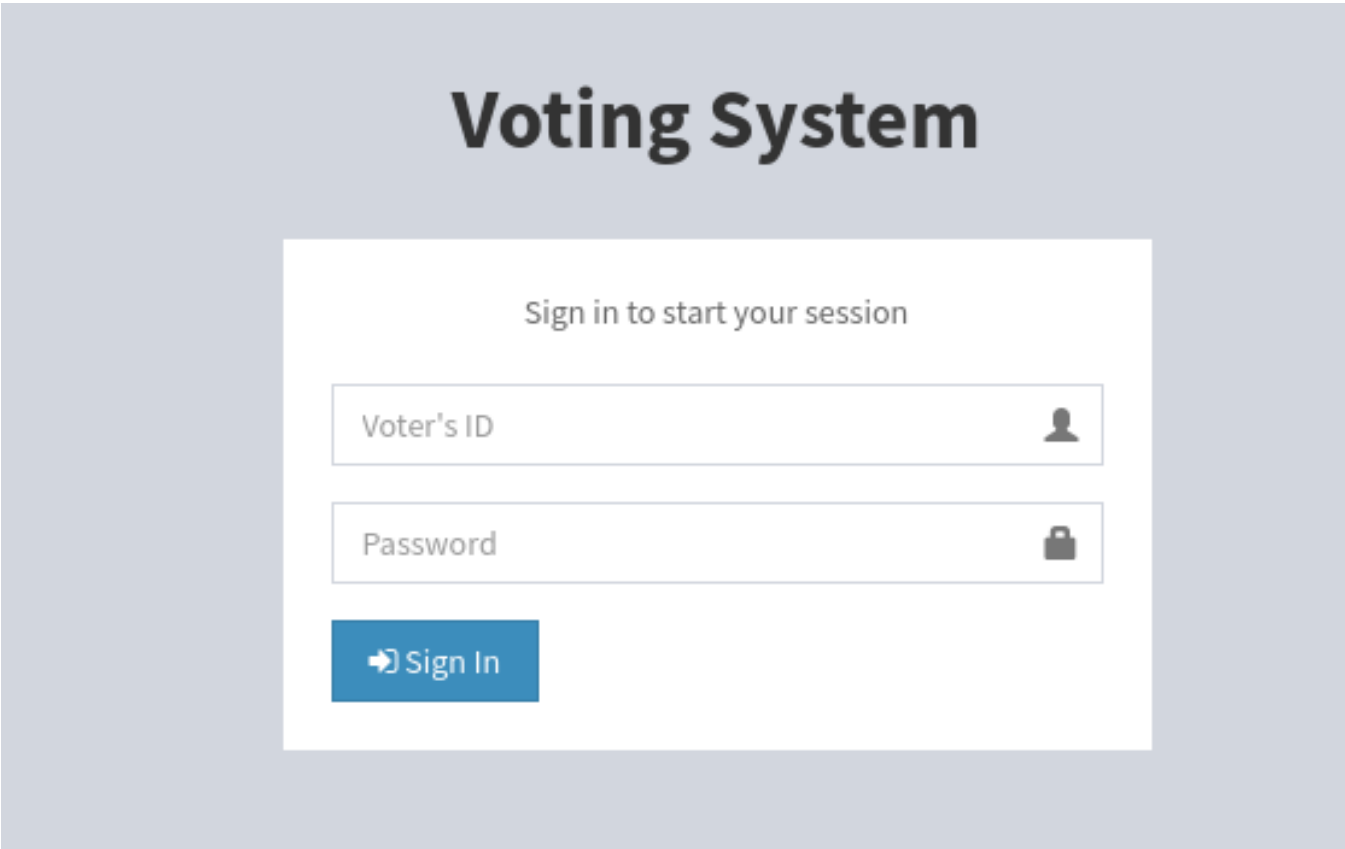 Voting System
Sign in to start your session
Voter's ID
Password
Sign In